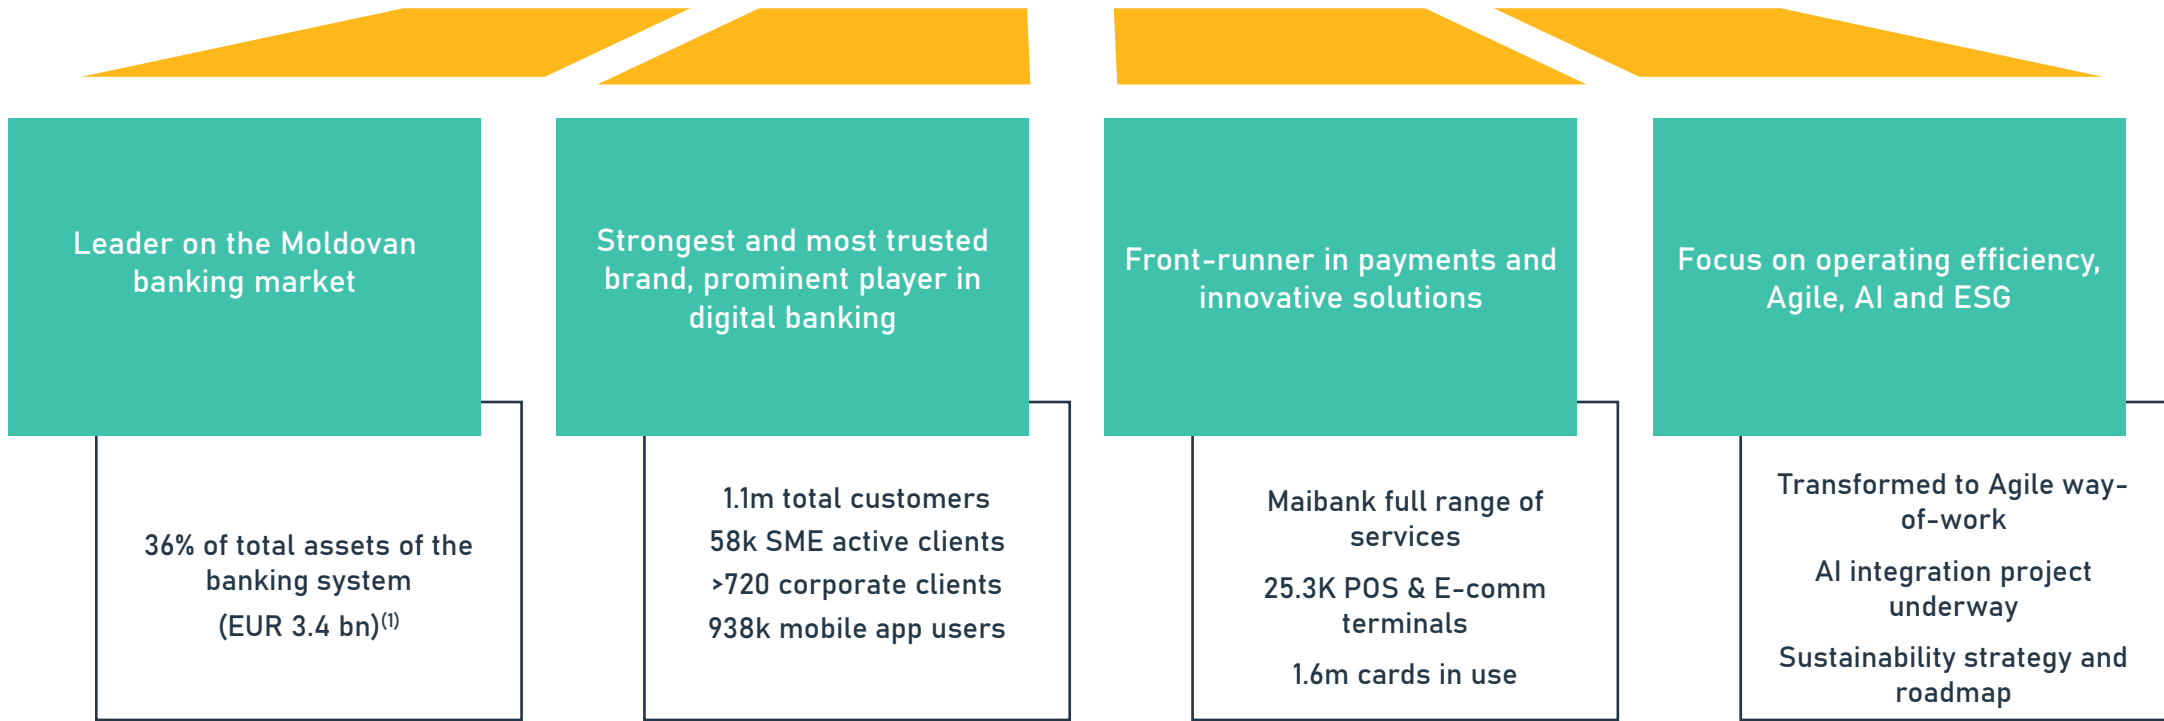 Leader on the Moldovan
banking market
36% of total assets of the
banking system
(EUR 3.4 bn)(1)
Strongest and most trusted
brand, prominent player in
digital banking
1.1m total customers
58k SME active clients
>720 corporate clients
938k mobile app users
Front-runner in payments and
innovative solutions
Maibank full range of
services
25.3K POS & E-comm
terminals
1.6m cards in use
Focus on operating efficiency,
Agile, AI and ESG
Transformed to Agile way-
of-work
AI integration project
underway
Sustainability strategy and
roadmap